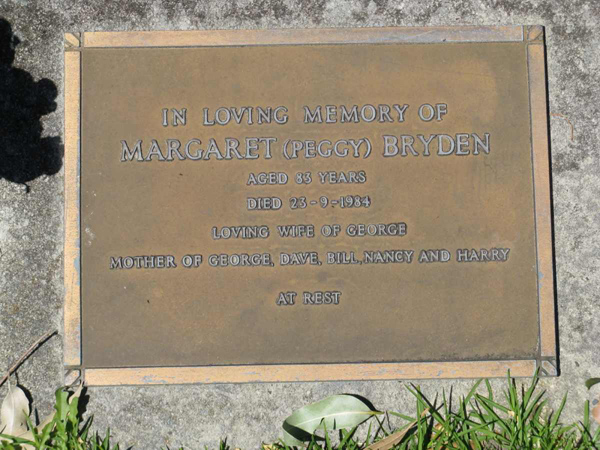 IN LOVING MEMORY OF
MARGARET (PEGGY) BRYDEN
AGED 83 YEARS
DIED 23-9-1984
LOVING WIFE OF GEORGE
MOTHER OF GEORGE, DAVE, BILL, NANCY AND HARRY
AT REST